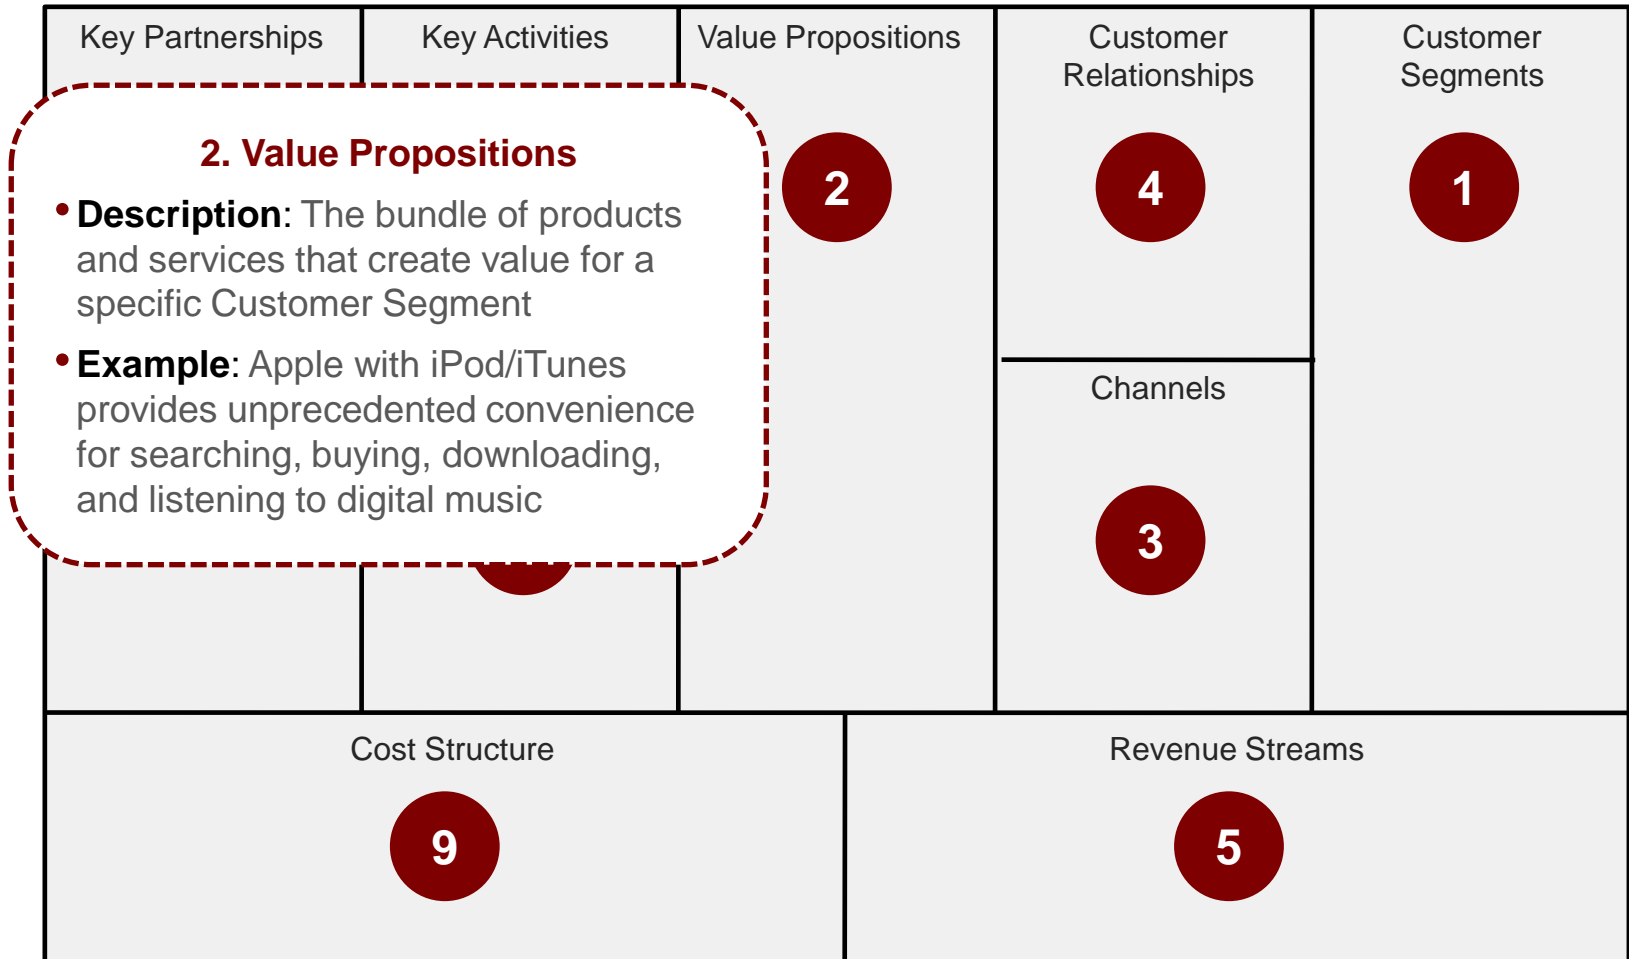 Key Partnerships
Key Activities
Value Propositions
Customer
Relationships
Customer
Segments
2. Value Propositions
• Description: The bundle of products
and services that create value for a
specific Customer Segment
• Example: Apple with iPod/iTunes
provides unprecedented convenience
for searching, buying, downloading,
and listening to digital music
2
4
1
Channels
3
Cost Structure
9
Revenue Streams
5